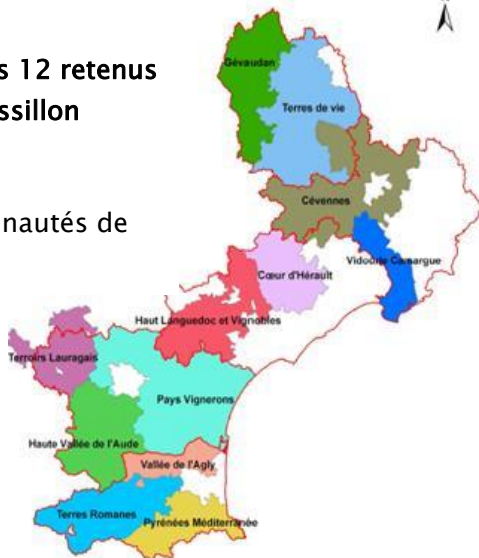 s 12 retenus
ssillon
nautés de
Gévaudan
Terres de vie
Cévennes
Vidourle Camargue
Cœur d'Hérault
Haut Languedoc et Vignobles
Terroirs Lauragais
Pays Vignerons
Haute Vallée de l'Aude
Vallée de l'Agly
Terres Romanes
Pyrénées Méditerranée